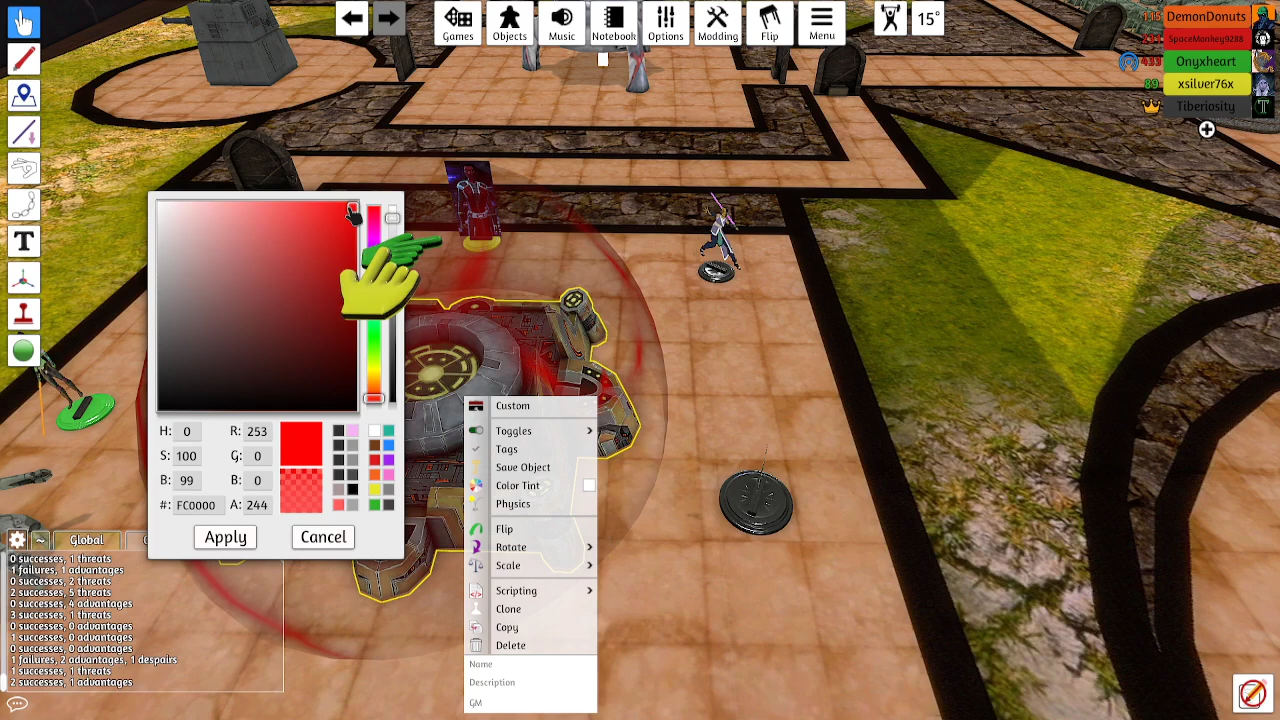 Games
Objects
Music
Notebook
Options
Modding
Flip
Menu
15°
115 DemonDonuts
231 SpaceMonkey9288
433 Onyxheart
89 xsilver76x
Tiberiosity
T
T
H: 0 R: 253
S: 100 G: 0
B: 99 B: 0
#: FC0000 A: 244
Apply Cancel
Custom
Toggles
Tags
Save Object
Color Tint
Physics
Flip
Rotate
Scale
Scripting
Clone
Copy
Delete
Name
Description
GM
~ Global
0 successes, 1 threats
1 failures, 1 advantages
0 successes, 2 threats
2 successes, 5 threats
0 successes, 4 advantages
3 successes, 1 threats
0 successes, 0 advantages
1 successes, 0 advantages
0 successes, 0 advantages
1 failures, 2 advantages, 1 despairs
1 successes, 1 threats
2 successes, 1 advantages